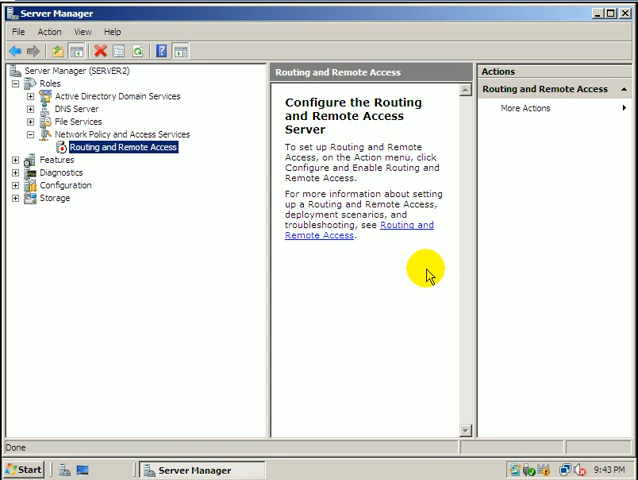 Server Manager
File Action View Help
Server Manager (SERVER2)
Roles
Active Directory Domain Services
DNS Server
File Services
Network Policy and Access Services
Routing and Remote Access
Features
Diagnostics
Configuration
Storage
Routing and Remote Access
Configure the Routing
and Remote Access
Server
To set up Routing and Remote
Access, on the Action menu, click
Configure and Enable Routing and
Remote Access.
For more information about setting
up a Routing and Remote Access,
deployment scenarios, and
troubleshooting, see Routing and
Remote Access.
Actions
Routing and Remote Access
More Actions
Done
Start
Server Manager
9:43 PM